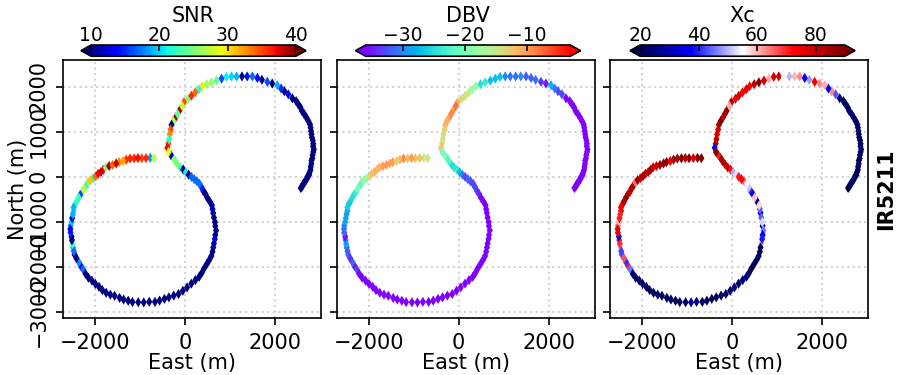 SNR DBV Xc
10 20 30 40 −30 −20 −10 20 40 60 80
North (m)
2000
1000
0
−1000
−2000
−3000
−2000 0 2000 −2000 0 2000 −2000 0 2000
East (m) East (m) East (m)
IR5211